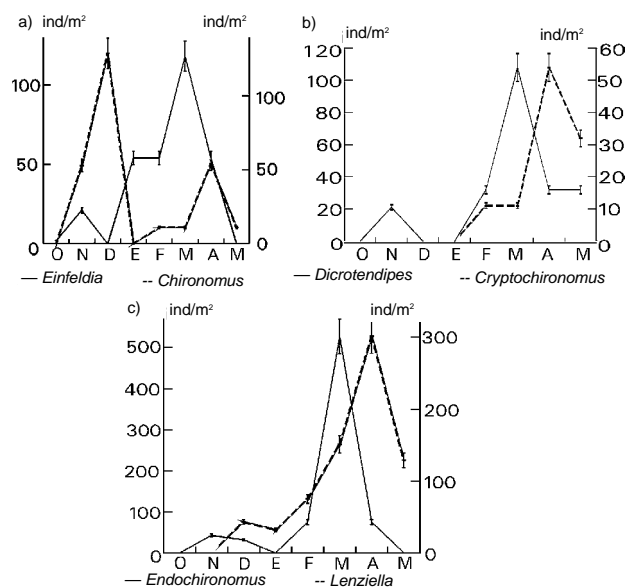 a)
ind/m²
ind/m²
100
50
0
100
50
0
O N D E F M A M
— Einfeldia -- Chironomus
b)
ind/m²
ind/m²
120
100
80
60
40
20
0
60
50
40
30
20
10
0
O N D E F M A M
— Dicrotendipes -- Cryptochironomus
c)
ind/m²
ind/m²
500
400
300
200
100
00
300
200
100
0
O N D E F M A M
— Endochironomus -- Lenziella